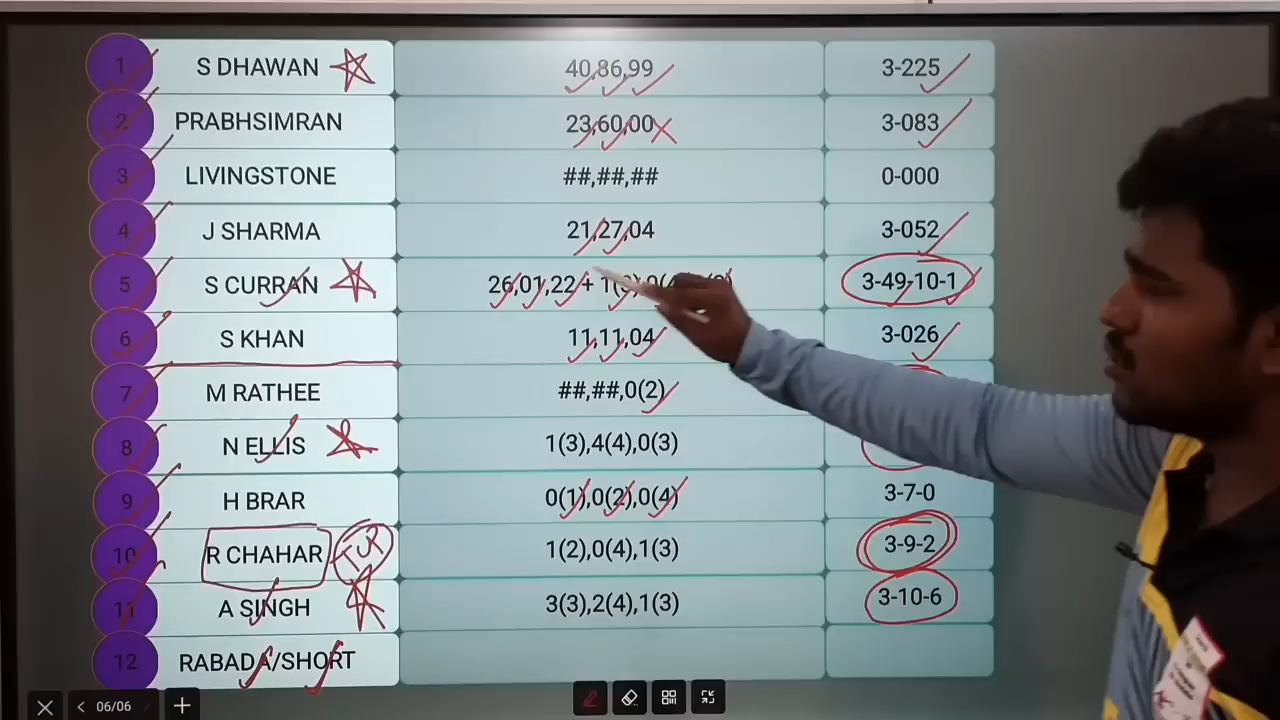 1 S DHAWAN 40,86,99 3-225
2 PRABHSIMRAN 23,60,00 3-083
3 LIVINGSTONE ##,##,## 0-000
4 J SHARMA 21,27,04 3-052
5 S CURRAN 26,01,22 + 3-49-10-1
6 S KHAN 11,11,04 3-026
7 M RATHEE ##,##,0(2)
8 N ELLIS 1(3),4(4),0(3)
9 H BRAR 0(1),0(2),0(4) 3-7-0
10 R CHAHAR 1(2),0(4),1(3) 3-9-2
11 A SINGH 3(3),2(4),1(3) 3-10-6
12 RABADA/SHORT
06/06